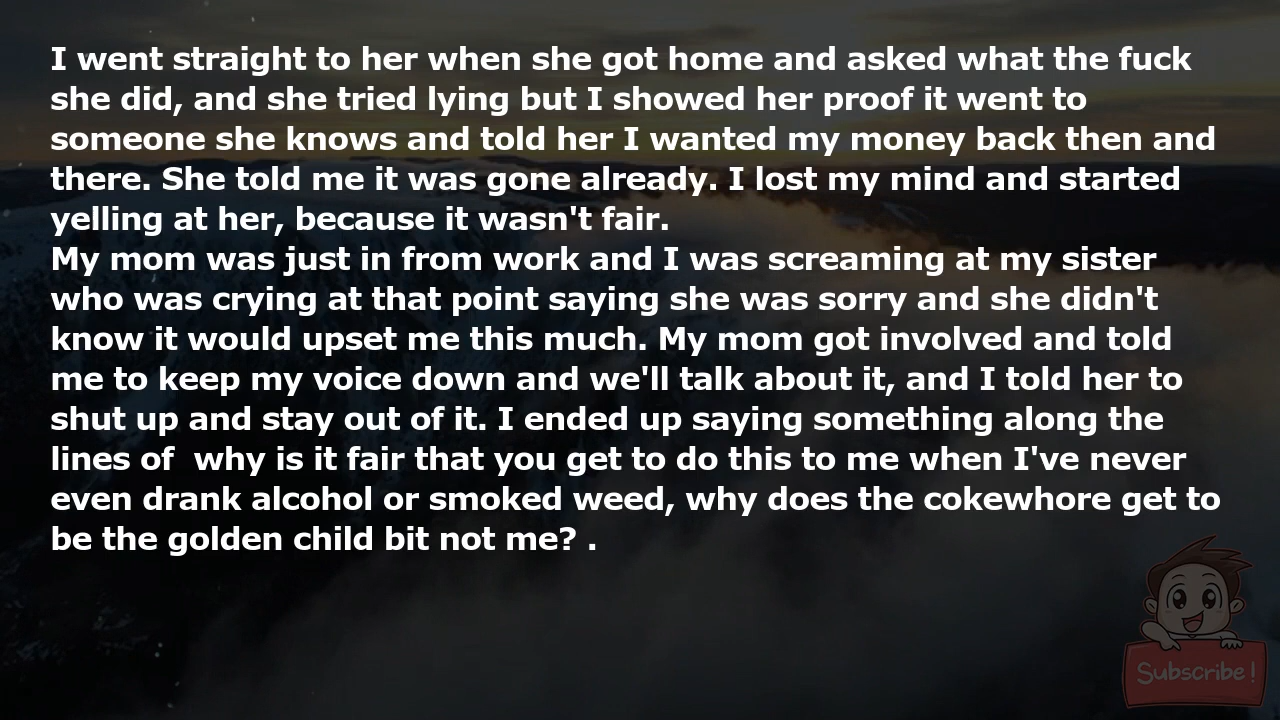 I went straight to her when she got home and asked what the fuck
she did, and she tried lying but I showed her proof it went to
someone she knows and told her I wanted my money back then and
there. She told me it was gone already. I lost my mind and started
yelling at her, because it wasn't fair.
My mom was just in from work and I was screaming at my sister
who was crying at that point saying she was sorry and she didn't
know it would upset me this much. My mom got involved and told
me to keep my voice down and we'll talk about it, and I told her to
shut up and stay out of it. I ended up saying something along the
lines of  why is it fair that you get to do this to me when I've never
even drank alcohol or smoked weed, why does the cokewhore get to
be the golden child bit not me? .
Subscribe!